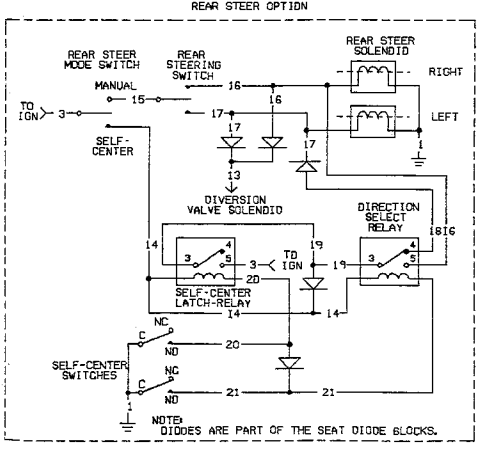 REAR STEER OPTION
REAR STEER
MODE SWITCH
REAR
STEERING
SWITCH
REAR STEER
SOLENOID
RIGHT
MANUAL
16
15
16
TO
IGN
3
17
LEFT
SELF-
CENTER
17
17
1
13
DIVERSION
VALVE SOLENOID
DIRECTION
SELECT
RELAY
18
16
14
3
4
5
3
TO
IGN
19
19
3
4
5
20
SELF-CENTER
LATCH-RELAY
14
14
NC
C
NO
20
SELF-CENTER
SWITCHES
NC
C
NO
21
21
1
NOTE:
DIODES ARE PART OF THE SEAT DIODE BLOCKS.